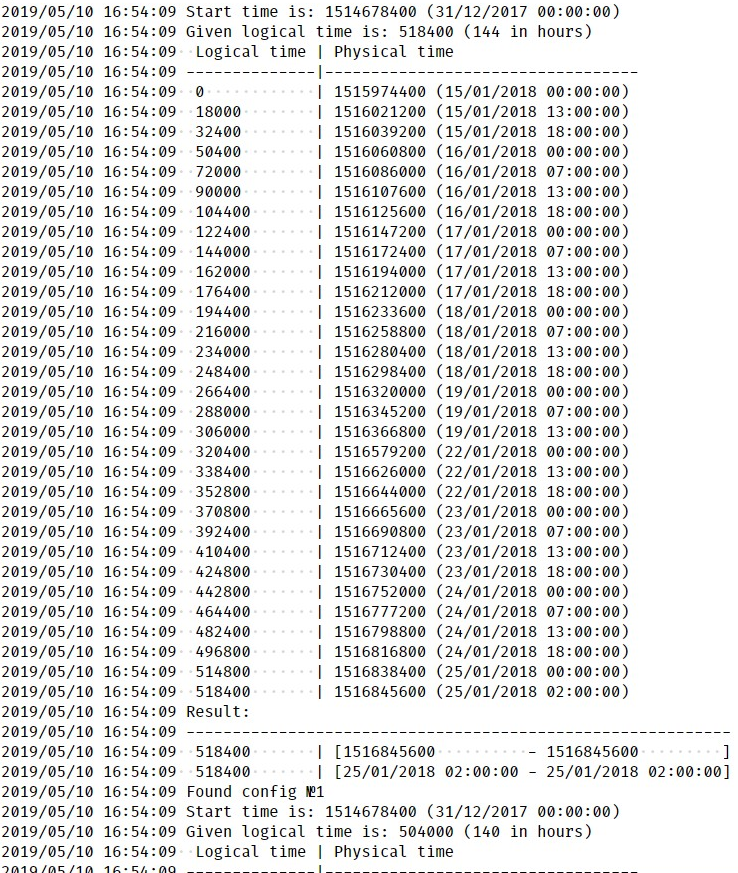 2019/05/10 16:54:09 Start time is: 1514678400 (31/12/2017 00:00:00)
2019/05/10 16:54:09 Given logical time is: 518400 (144 in hours)
2019/05/10 16:54:09 Logical time | Physical time
2019/05/10 16:54:09 --------------|----------------------------------
2019/05/10 16:54:09 0 | 1515974400 (15/01/2018 00:00:00)
2019/05/10 16:54:09 18000 | 1516021200 (15/01/2018 13:00:00)
2019/05/10 16:54:09 32400 | 1516039200 (15/01/2018 18:00:00)
2019/05/10 16:54:09 50400 | 1516060800 (16/01/2018 00:00:00)
2019/05/10 16:54:09 72000 | 1516086000 (16/01/2018 07:00:00)
2019/05/10 16:54:09 90000 | 1516107600 (16/01/2018 13:00:00)
2019/05/10 16:54:09 104400 | 1516125600 (16/01/2018 18:00:00)
2019/05/10 16:54:09 122400 | 1516147200 (17/01/2018 00:00:00)
2019/05/10 16:54:09 144000 | 1516172400 (17/01/2018 07:00:00)
2019/05/10 16:54:09 162000 | 1516194000 (17/01/2018 13:00:00)
2019/05/10 16:54:09 176400 | 1516212000 (17/01/2018 18:00:00)
2019/05/10 16:54:09 194400 | 1516233600 (18/01/2018 00:00:00)
2019/05/10 16:54:09 216000 | 1516258800 (18/01/2018 07:00:00)
2019/05/10 16:54:09 234000 | 1516280400 (18/01/2018 13:00:00)
2019/05/10 16:54:09 248400 | 1516298400 (18/01/2018 18:00:00)
2019/05/10 16:54:09 266400 | 1516320000 (19/01/2018 00:00:00)
2019/05/10 16:54:09 288000 | 1516345200 (19/01/2018 07:00:00)
2019/05/10 16:54:09 306000 | 1516366800 (19/01/2018 13:00:00)
2019/05/10 16:54:09 320400 | 1516579200 (22/01/2018 00:00:00)
2019/05/10 16:54:09 338400 | 1516626000 (22/01/2018 13:00:00)
2019/05/10 16:54:09 352800 | 1516644000 (22/01/2018 18:00:00)
2019/05/10 16:54:09 370800 | 1516665600 (23/01/2018 00:00:00)
2019/05/10 16:54:09 392400 | 1516690800 (23/01/2018 07:00:00)
2019/05/10 16:54:09 410400 | 1516712400 (23/01/2018 13:00:00)
2019/05/10 16:54:09 424800 | 1516730400 (23/01/2018 18:00:00)
2019/05/10 16:54:09 442800 | 1516752000 (24/01/2018 00:00:00)
2019/05/10 16:54:09 464400 | 1516777200 (24/01/2018 07:00:00)
2019/05/10 16:54:09 482400 | 1516798800 (24/01/2018 13:00:00)
2019/05/10 16:54:09 496800 | 1516816800 (24/01/2018 18:00:00)
2019/05/10 16:54:09 514800 | 1516838400 (25/01/2018 00:00:00)
2019/05/10 16:54:09 518400 | 1516845600 (25/01/2018 02:00:00)
2019/05/10 16:54:09 Result:
2019/05/10 16:54:09 -----------------------------------------------------------
2019/05/10 16:54:09 518400 | [1516845600 - 1516845600 ]
2019/05/10 16:54:09 518400 | [25/01/2018 02:00:00 - 25/01/2018 02:00:00]
2019/05/10 16:54:09 Found config №1
2019/05/10 16:54:09 Start time is: 1514678400 (31/12/2017 00:00:00)
2019/05/10 16:54:09 Given logical time is: 504000 (140 in hours)
2019/05/10 16:54:09 Logical time | Physical time
2019/05/10 16:54:09 --------------|----------------------------------